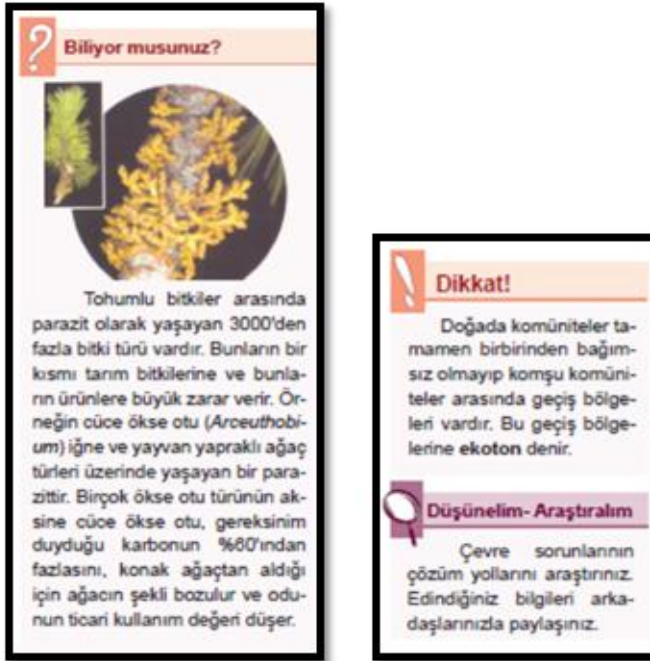 Biliyor musunuz?
Tohumlu bitkiler arasında
parazit olarak yaşayan 3000'den
fazla bitki türü vardır. Bunların bir
kısmı tarım bitkilerine ve bunla-
rın ürünlere büyük zarar verir. Ör-
neğin cüce ökse otu (Arceuthobi-
um) iğne ve yayvan yapraklı ağaç
türleri üzerinde yaşayan bir para-
zittir. Birçok ökse otu türünün ak-
sine cüce ökse otu, gereksinim
duyduğu karbonun %60'ından
fazlasını, konak ağaçtan aldığı
için ağacın şekli bozulur ve odu-
nun ticari kullanım değeri düşer.
Dikkat!
Doğada komüniteler ta-
mamen birbirinden bağım-
sız olmayıp komşu komüni-
teler arasında geçiş bölge-
leri vardır. Bu geçiş bölge-
lerine ekoton denir.
Düşünelim- Araştıralım
Çevre sorunlarının
çözüm yollarını araştırınız.
Edindiğiniz bilgileri arka-
daşlarınızla paylaşınız.